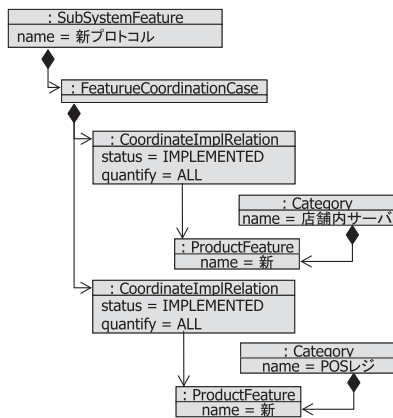 : SubSystemFeature
name = 新プロトコル
: FeaturueCoordinationCase
: CoordinateImplRelation
status = IMPLEMENTED
quantify = ALL
: Category
name = 店舗内サーバ
: ProductFeature
name = 新
: CoordinateImplRelation
status = IMPLEMENTED
quantify = ALL
: Category
name = POSレジ
: ProductFeature
name = 新